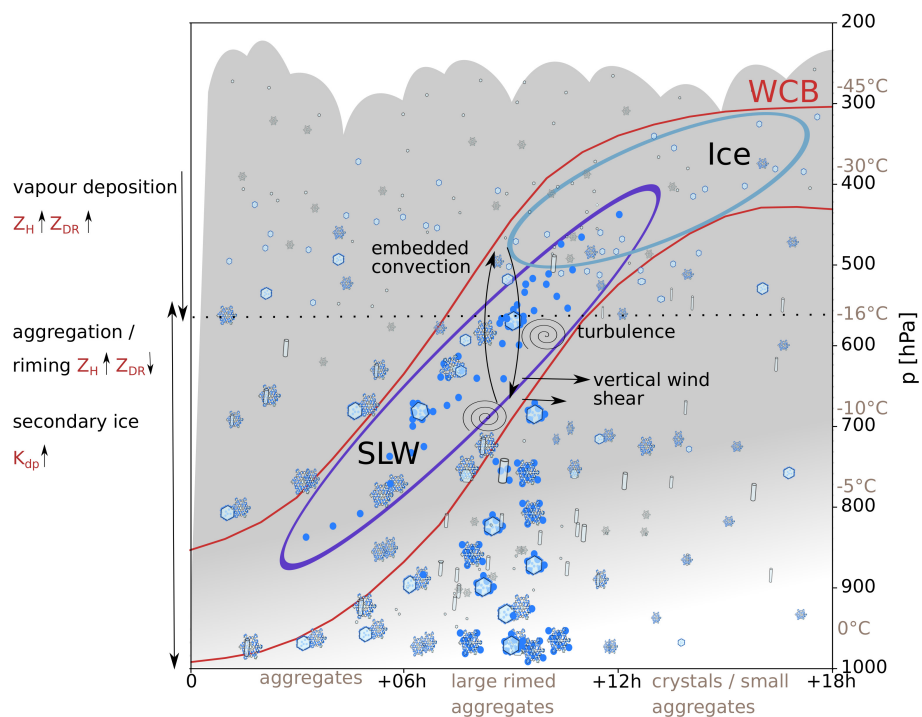 200
-45°C
WCB
300
Ice
-30°C
vapour deposition
400
Z_H ↑ Z_DR ↑
embedded
convection
500
-16°C
aggregation /
turbulence
600
riming Z_H ↑ Z_DR ↓
p [hPa]
vertical wind
shear
secondary ice
-10°C
700
SLW
K_dp ↑
-5°C
800
900
0°C
1000
0
aggregates
+06h
large rimed
aggregates
+12h
crystals / small
aggregates
+18h